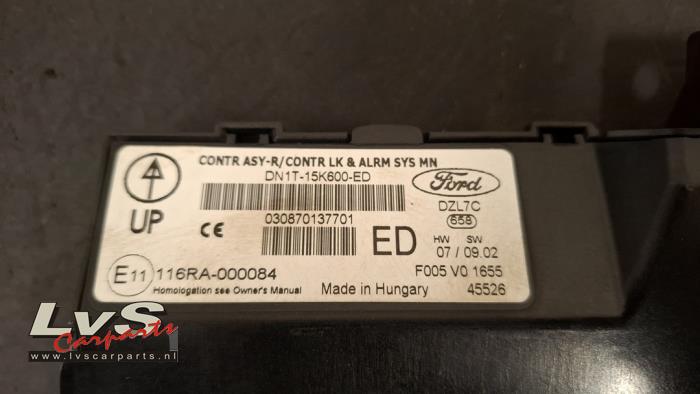 CONTR ASY-R/CONTR LK & ALRM SYS MN
DN1T-15K600-ED
Ford
DZL7C
658
UP
CE
030870137701
ED
HW SW
07 / 09.02
E11 116RA-000084
F005 V0 1655
Homologation see Owner's Manual
Made in Hungary
45526
LvS
Carparts
www.lvscarparts.nl